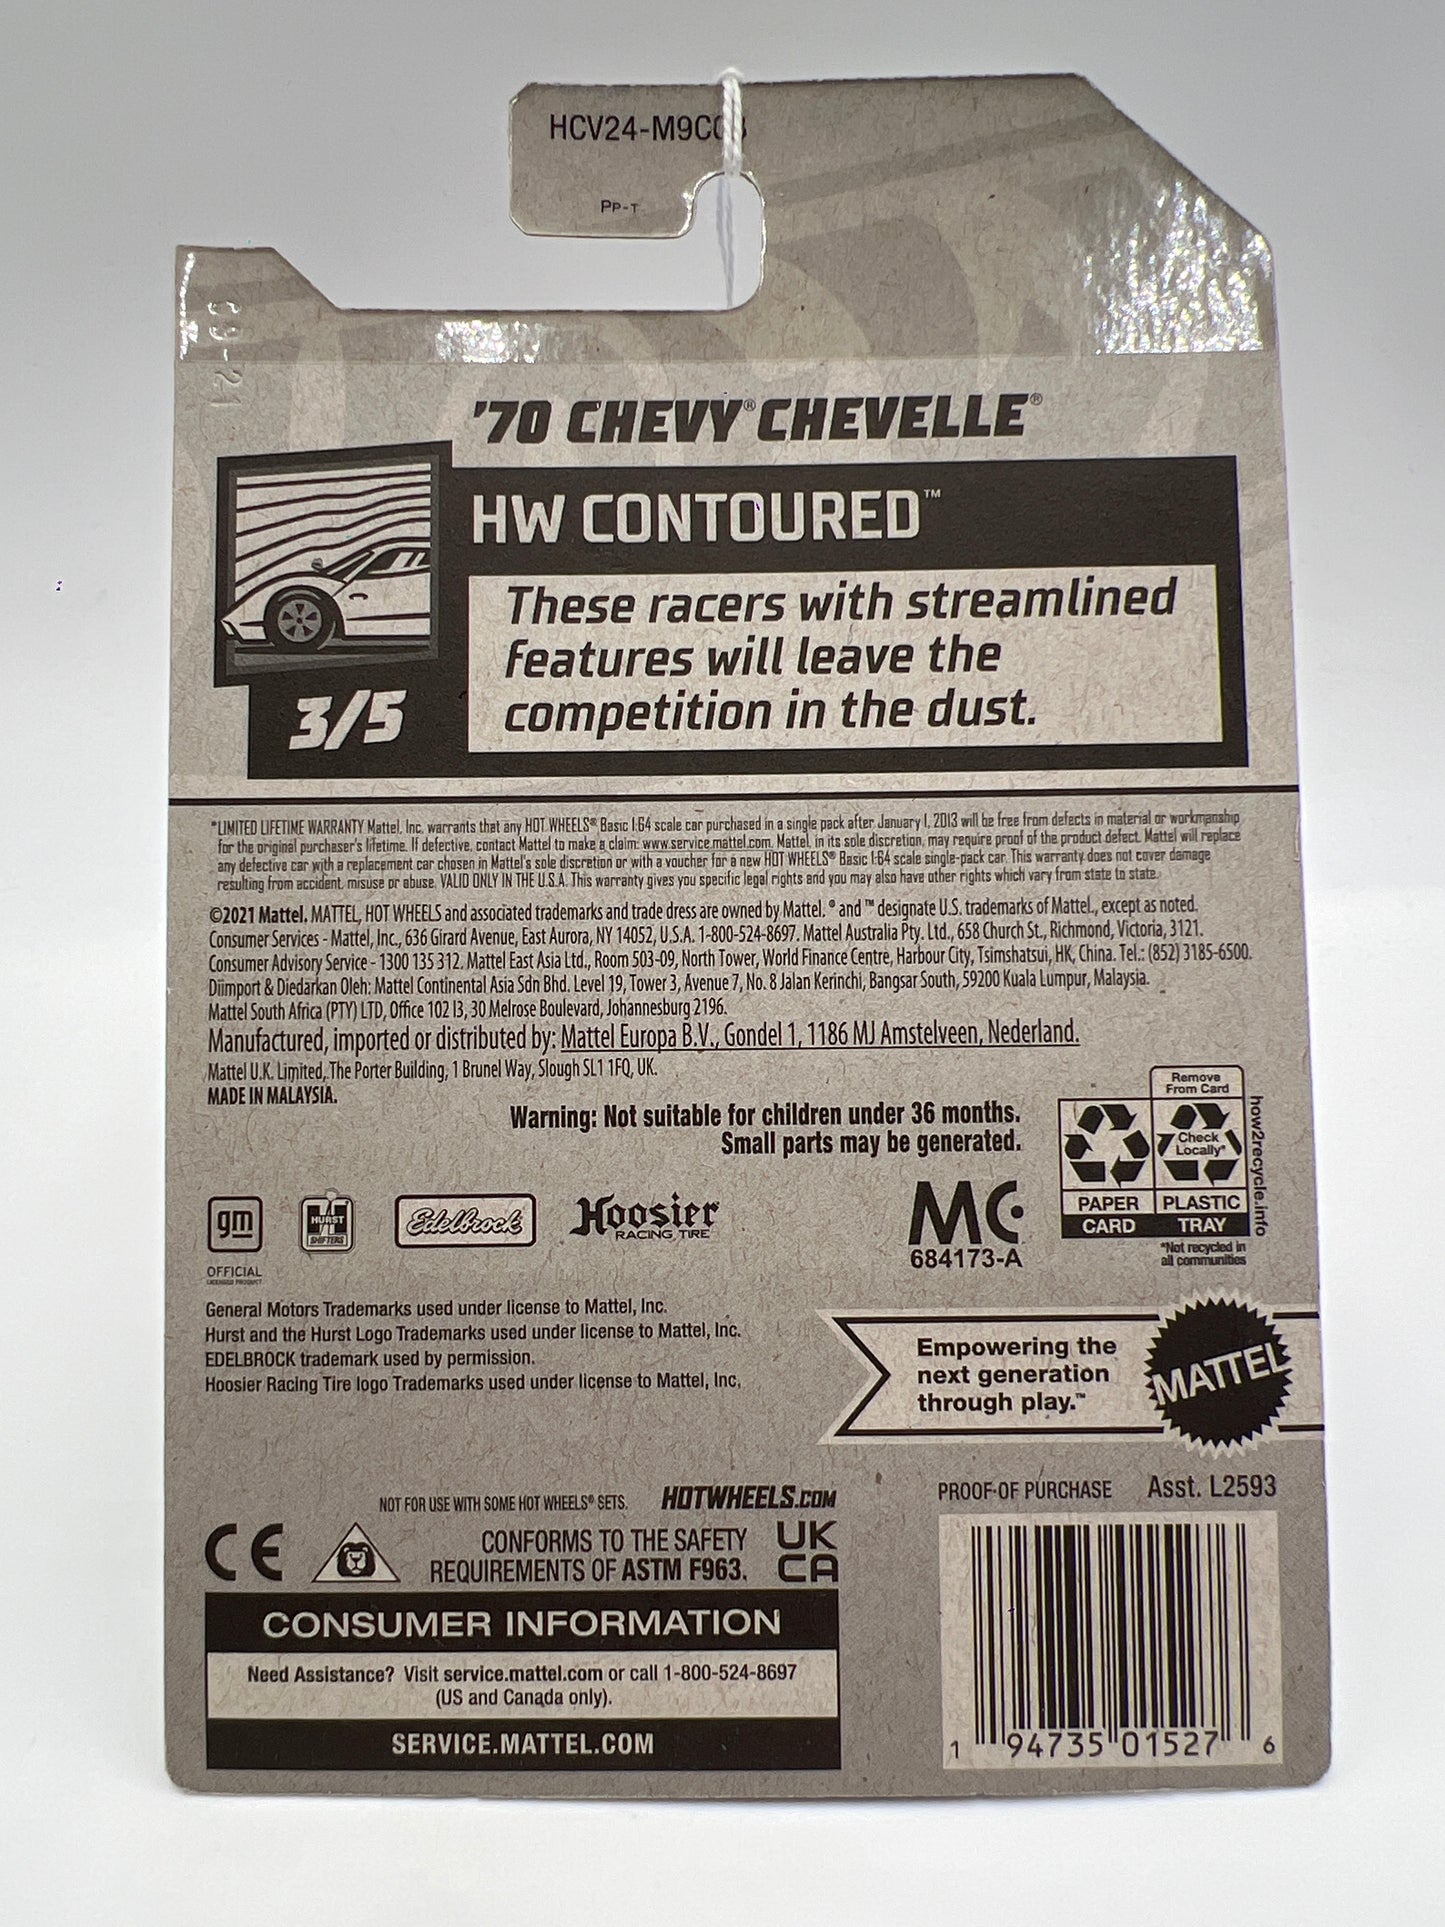 HCV24-M9C
Pp-T
'70 CHEVY® CHEVELLE®
HW CONTOURED™
These racers with streamlined
features will leave the
competition in the dust.
3/5
*LIMITED LIFETIME WARRANTY Mattel, Inc. warrants that any HOT WHEELS® Basic 1:64 scale car purchased in a single pack after January 1, 2013 will be free from defects in material or workmanship
for the original purchaser's lifetime. If defective, contact Mattel to make a claim: www.service.mattel.com. Mattel, in its sole discretion, may require proof of the product defect. Mattel will replace
any defective car with a replacement car chosen in Mattel's sole discretion or with a voucher for a new HOT WHEELS® Basic 1:64 scale single-pack car. This warranty does not cover damage
resulting from accident, misuse or abuse. VALID ONLY IN THE U.S.A. This warranty gives you specific legal rights and you may also have other rights which vary from state to state.
©2021 Mattel. MATTEL, HOT WHEELS and associated trademarks and trade dress are owned by Mattel. ® and ™ designate U.S. trademarks of Mattel., except as noted.
Consumer Services - Mattel, Inc., 636 Girard Avenue, East Aurora, NY 14052, U.S.A. 1-800-524-8697. Mattel Australia Pty. Ltd., 658 Church St., Richmond, Victoria, 3121.
Consumer Advisory Service - 1300 135 312. Mattel East Asia Ltd., Room 503-09, North Tower, World Finance Centre, Harbour City, Tsimshatsui, HK, China. Tel.: (852) 3185-6500.
Diimport & Diedarkan Oleh: Mattel Continental Asia Sdn Bhd. Level 19, Tower 3, Avenue 7, No. 8 Jalan Kerinchi, Bangsar South, 59200 Kuala Lumpur, Malaysia.
Mattel South Africa (PTY) LTD, Office 102 I3, 30 Melrose Boulevard, Johannesburg 2196.
Manufactured, imported or distributed by: Mattel Europa B.V., Gondel 1, 1186 MJ Amstelveen, Nederland.
Mattel U.K. Limited, The Porter Building, 1 Brunel Way, Slough SL1 1FQ, UK.
MADE IN MALAYSIA.
Warning: Not suitable for children under 36 months.
Small parts may be generated.
Remove
From Card
Check
Locally*
PAPER
PLASTIC
CARD
TRAY
how2recycle.info
*Not recycled in
all communities
gm
OFFICIAL
LICENSED PRODUCT
HURST
SHIFTERS
Edelbrock
Hoosier
RACING TIRE
MC
684173-A
General Motors Trademarks used under license to Mattel, Inc.
Hurst and the Hurst Logo Trademarks used under license to Mattel, Inc.
EDELBROCK trademark used by permission.
Hoosier Racing Tire logo Trademarks used under license to Mattel, Inc.
Empowering the
next generation
through play.™
MATTEL
NOT FOR USE WITH SOME HOT WHEELS® SETS.
HOTWHEELS.COM
PROOF-OF PURCHASE
Asst. L2593
CE
CONFORMS TO THE SAFETY
REQUIREMENTS OF ASTM F963.
UK
CA
CONSUMER INFORMATION
Need Assistance? Visit service.mattel.com or call 1-800-524-8697
(US and Canada only).
SERVICE.MATTEL.COM
1 94735 01527 6